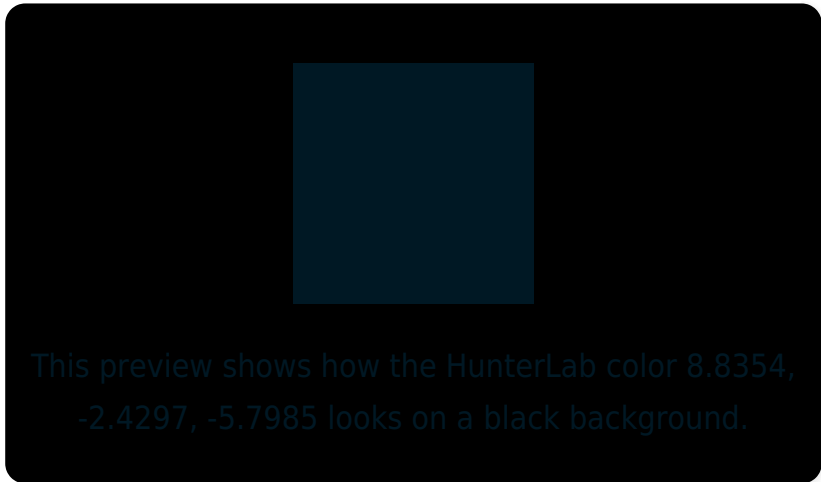 This preview shows how the HunterLab color 8.8354,
-2.4297, -5.7985 looks on a black background.